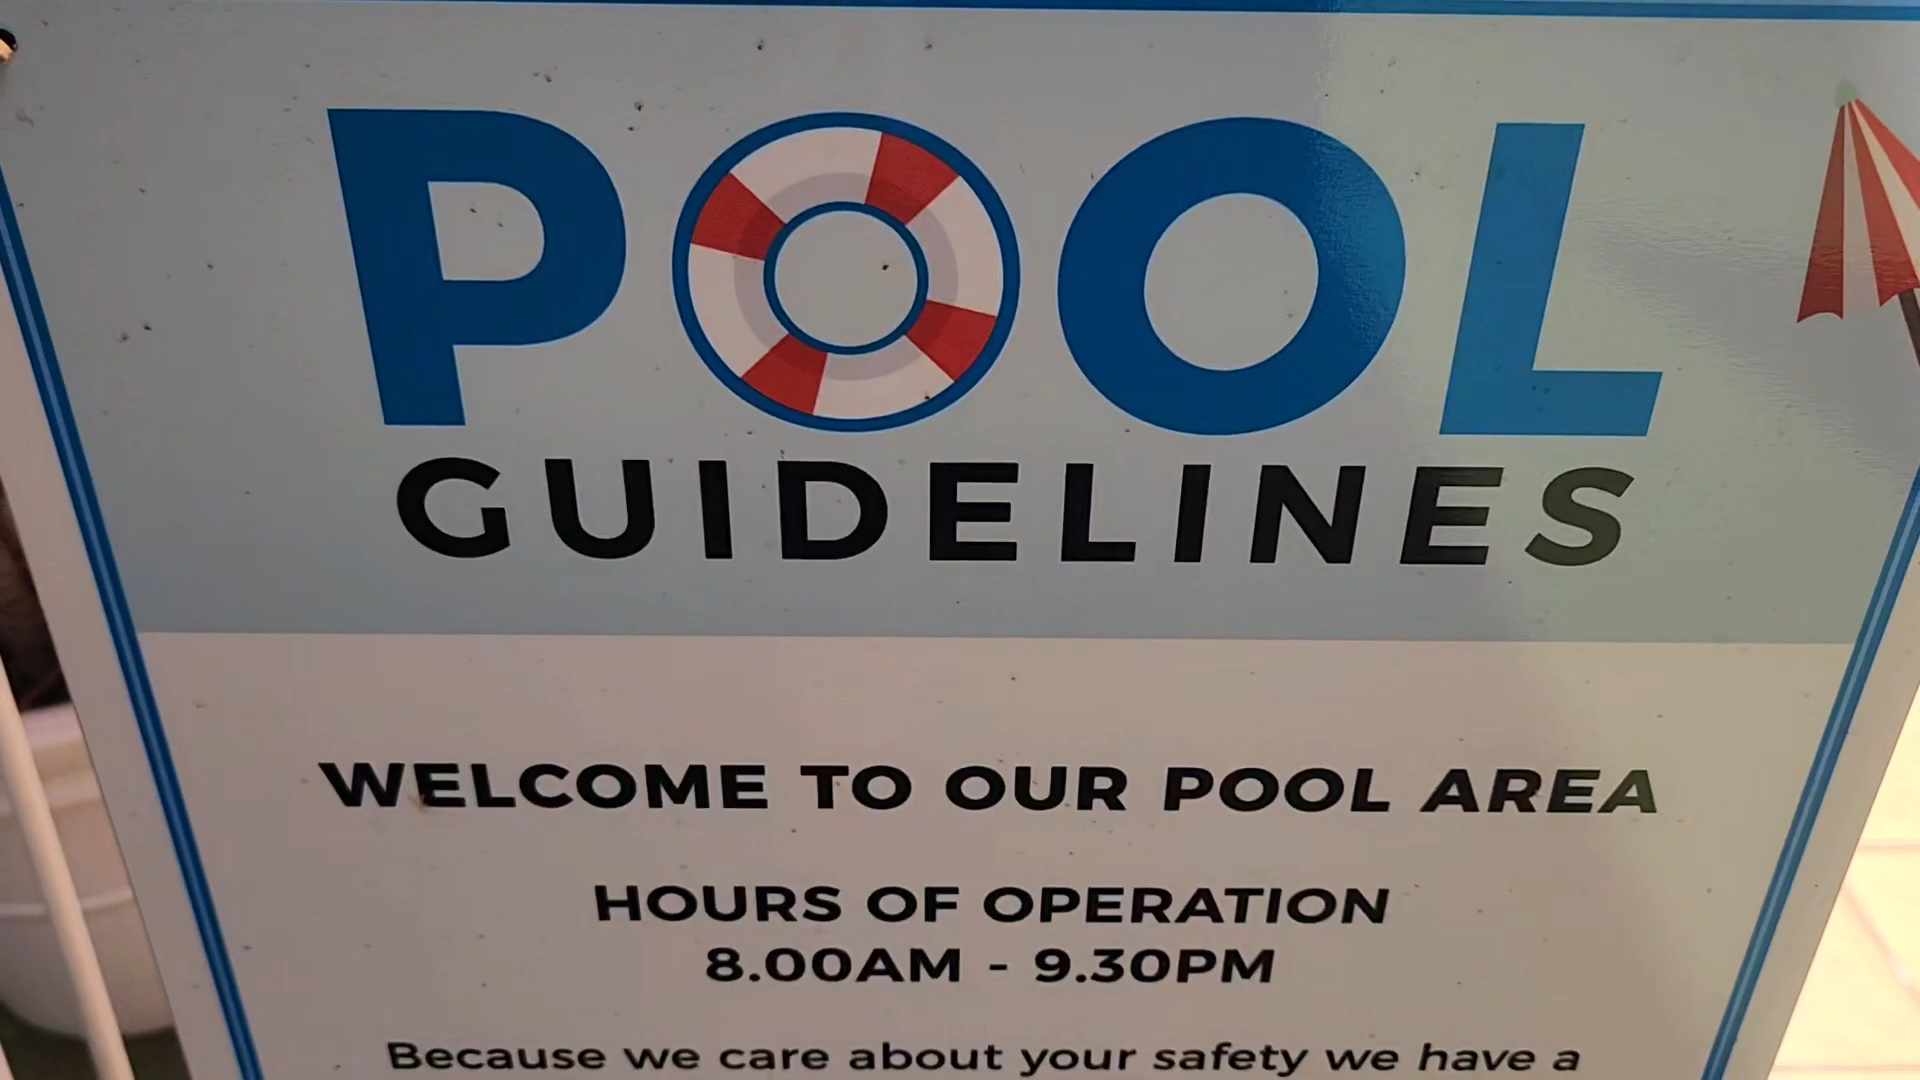 POOL
GUIDELINES
WELCOME TO OUR POOL AREA
HOURS OF OPERATION
8.00AM - 9.30PM
Because we care about your safety we have a